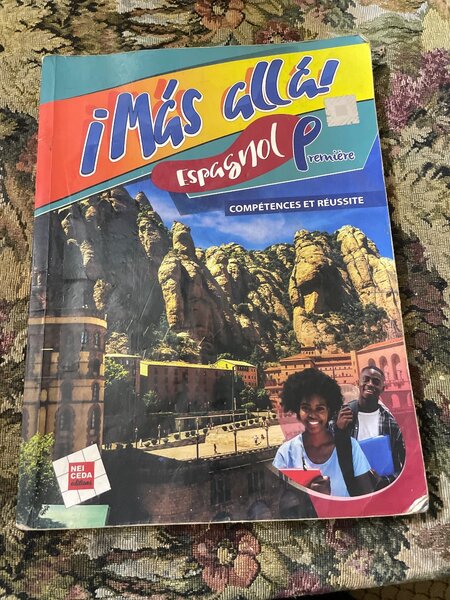 ¡Más allá!
Espagnol Première
COMPÉTENCES ET RÉUSSITE
NEI
CEDA
éditions